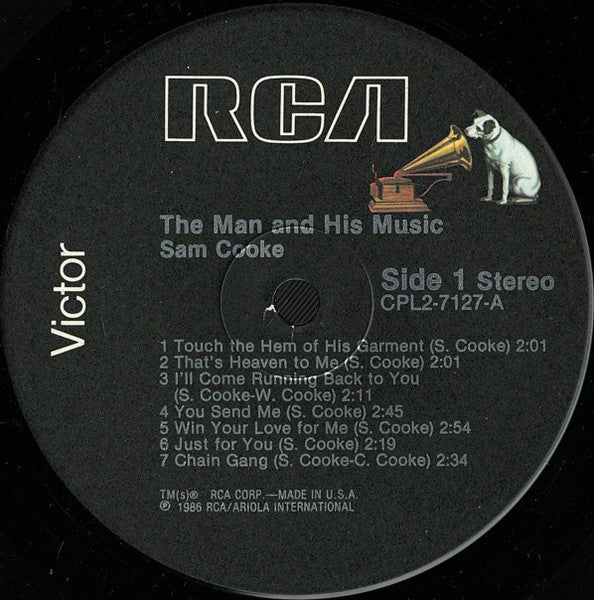 RCA
Victor
The Man and His Music
Sam Cooke
Side 1 Stereo
CPL2-7127-A
1 Touch the Hem of His Garment (S. Cooke) 2:01
2 That's Heaven to Me (S. Cooke) 2:01
3 I'll Come Running Back to You
(S. Cooke-W. Cooke) 2:11
4 You Send Me (S. Cooke) 2:45
5 Win Your Love for Me (S. Cooke) 2:54
6 Just for You (S. Cooke) 2:19
7 Chain Gang (S. Cooke-C. Cooke) 2:34
TM(s)® RCA CORP.—MADE IN U.S.A.
℗ 1986 RCA/ARIOLA INTERNATIONAL